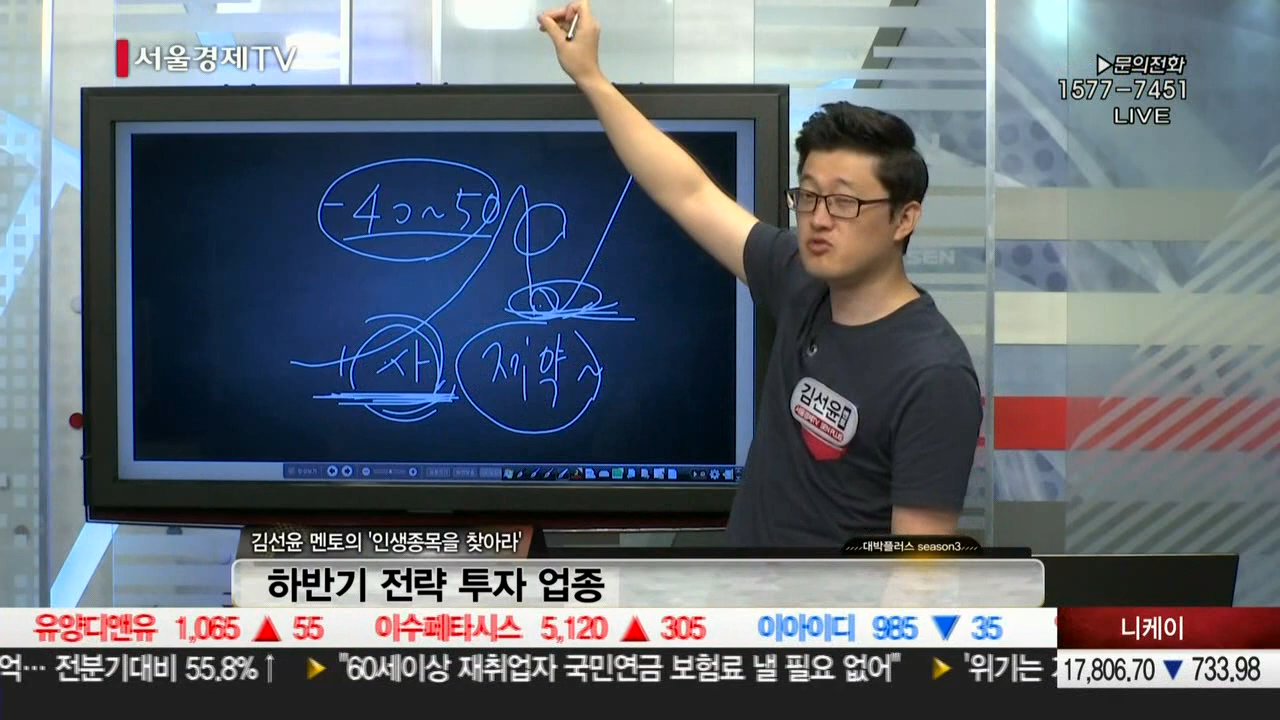 서울경제TV
▶문의전화
1577-7451
LIVE
-40~50
+ 사 제약
김선윤
김선윤 멘토의 '인생종목을 찾아라'
대박플러스 season3
하반기 전략 투자 업종
유양디앤유 1,065 ▲ 55 이수페타시스 5,120 ▲ 305 이아이디 985 ▼ 35
니케이
억… 전분기대비 55.8%↑ ▶ "60세이상 재취업자 국민연금 보험료 낼 필요 없어" ▶ '위기는
17,806.70 ▼ 733.98